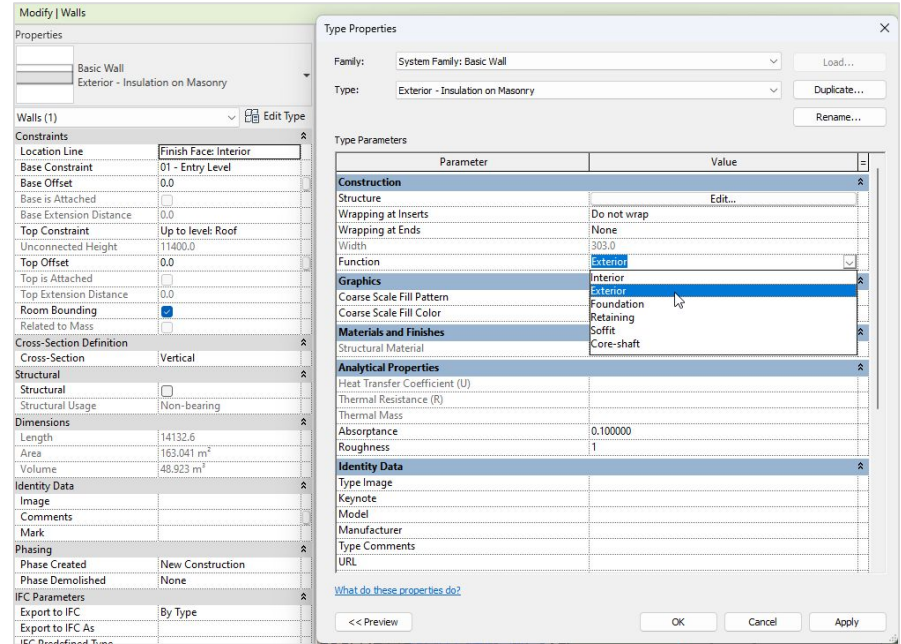 Modify | Walls
Properties
Basic Wall
Exterior - Insulation on Masonry
Walls (1)
Edit Type
Constraints
Location Line Finish Face: Interior
Base Constraint 01 - Entry Level
Base Offset 0.0
Base is Attached
Base Extension Distance 0.0
Top Constraint Up to level: Roof
Unconnected Height 11400.0
Top Offset 0.0
Top is Attached
Top Extension Distance 0.0
Room Bounding
Related to Mass
Cross-Section Definition
Cross-Section Vertical
Structural
Structural
Structural Usage Non-bearing
Dimensions
Length 14132.6
Area 163.041 m²
Volume 48.923 m³
Identity Data
Image
Comments
Mark
Phasing
Phase Created New Construction
Phase Demolished None
IFC Parameters
Export to IFC By Type
Export to IFC As
IFC Predefined Type
Type Properties
Family: System Family: Basic Wall Load...
Type: Exterior - Insulation on Masonry Duplicate...
Rename...
Type Parameters
Parameter Value =
Construction
Structure Edit...
Wrapping at Inserts Do not wrap
Wrapping at Ends None
Width 303.0
Function Exterior
Interior
Exterior
Foundation
Retaining
Soffit
Core-shaft
Graphics
Coarse Scale Fill Pattern
Coarse Scale Fill Color
Materials and Finishes
Structural Material
Analytical Properties
Heat Transfer Coefficient (U)
Thermal Resistance (R)
Thermal Mass
Absorptance 0.100000
Roughness 1
Identity Data
Type Image
Keynote
Model
Manufacturer
Type Comments
URL
What do these properties do?
<< Preview OK Cancel Apply